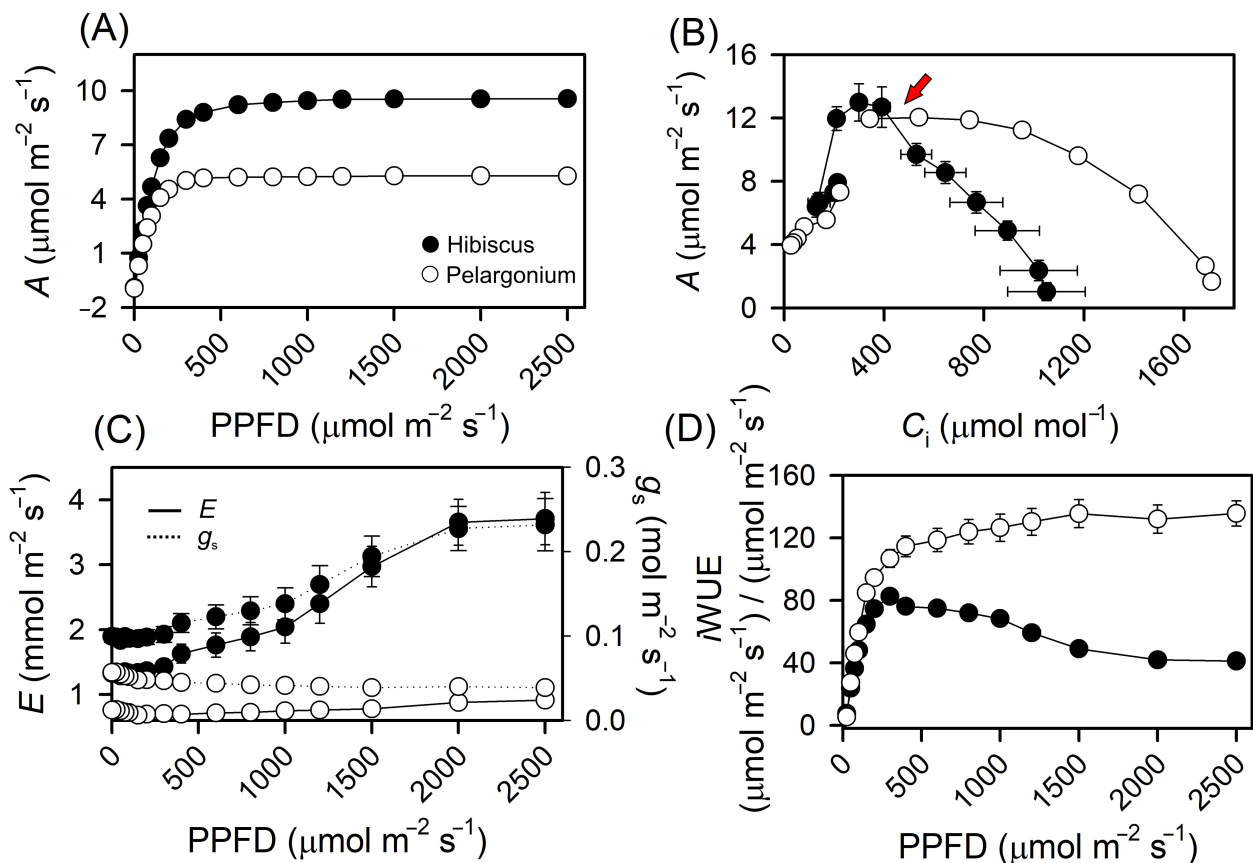 (A)
A (μmol m⁻² s⁻¹)
10
7
4
1
−2
Hibiscus
Pelargonium
0
500
1000
1500
2000
2500
PPFD (μmol m⁻² s⁻¹)
(B)
A (μmol m⁻² s⁻¹)
16
12
8
4
0
0
400
800
1200
1600
Cᵢ (μmol mol⁻¹)
(C)
E (mmol m⁻² s⁻¹)
4
3
2
1
E
gₛ
0.3
0.2
0.1
0.0
gₛ (mol m⁻² s⁻¹)
0
500
1000
1500
2000
2500
PPFD (μmol m⁻² s⁻¹)
(D)
iWUE
(μmol m⁻² s⁻¹) / (μmol m⁻² s⁻¹)
160
120
80
40
0
0
500
1000
1500
2000
2500
PPFD (μmol m⁻² s⁻¹)